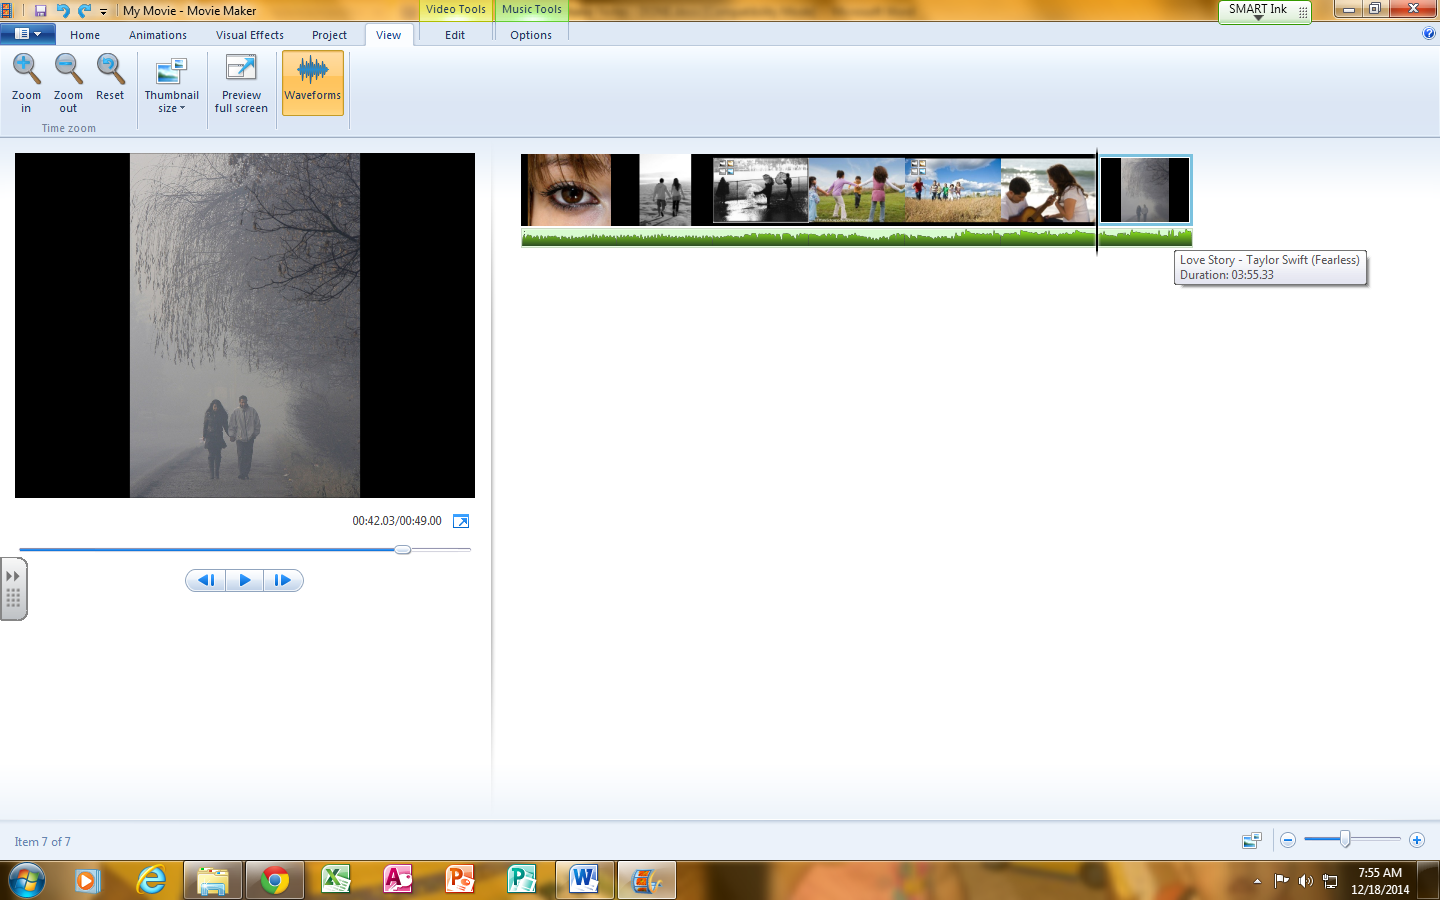 My Movie - Movie Maker
Video Tools
Music Tools
SMART Ink
Home
Animations
Visual Effects
Project
View
Edit
Options
Zoom
in
Zoom
out
Reset
Thumbnail
size
Preview
full screen
Waveforms
Time zoom
Love Story - Taylor Swift (Fearless)
Duration: 03:55.33
00:42.03/00:49.00
Item 7 of 7
7:55 AM
12/18/2014